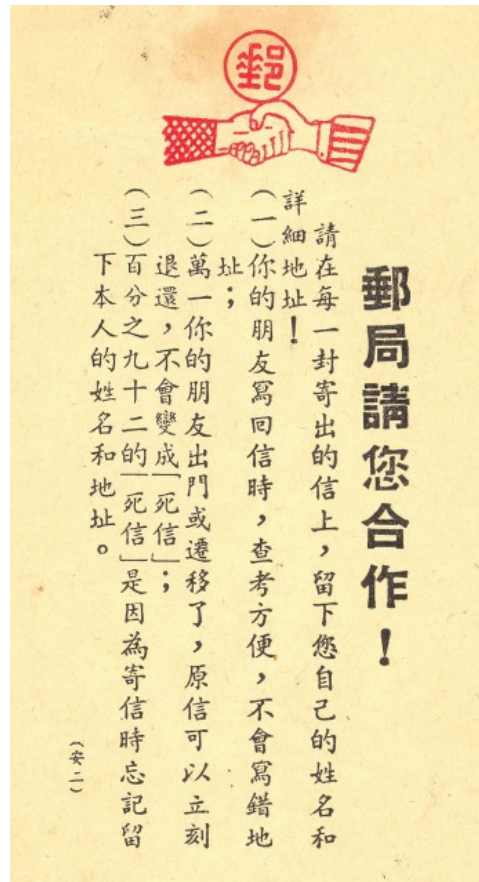 郵
郵局請您合作！
請在每一封寄出的信上，留下您自己的姓名和
詳細地址！
（一）你的朋友寫回信時，查考方便，不會寫錯地
址；
（二）萬一你的朋友出門或遷移了，原信可以立刻
退還，不會變成「死信」；
（三）百分之九十二的「死信」是因為寄信時忘記留
下本人的姓名和地址。
（安二）